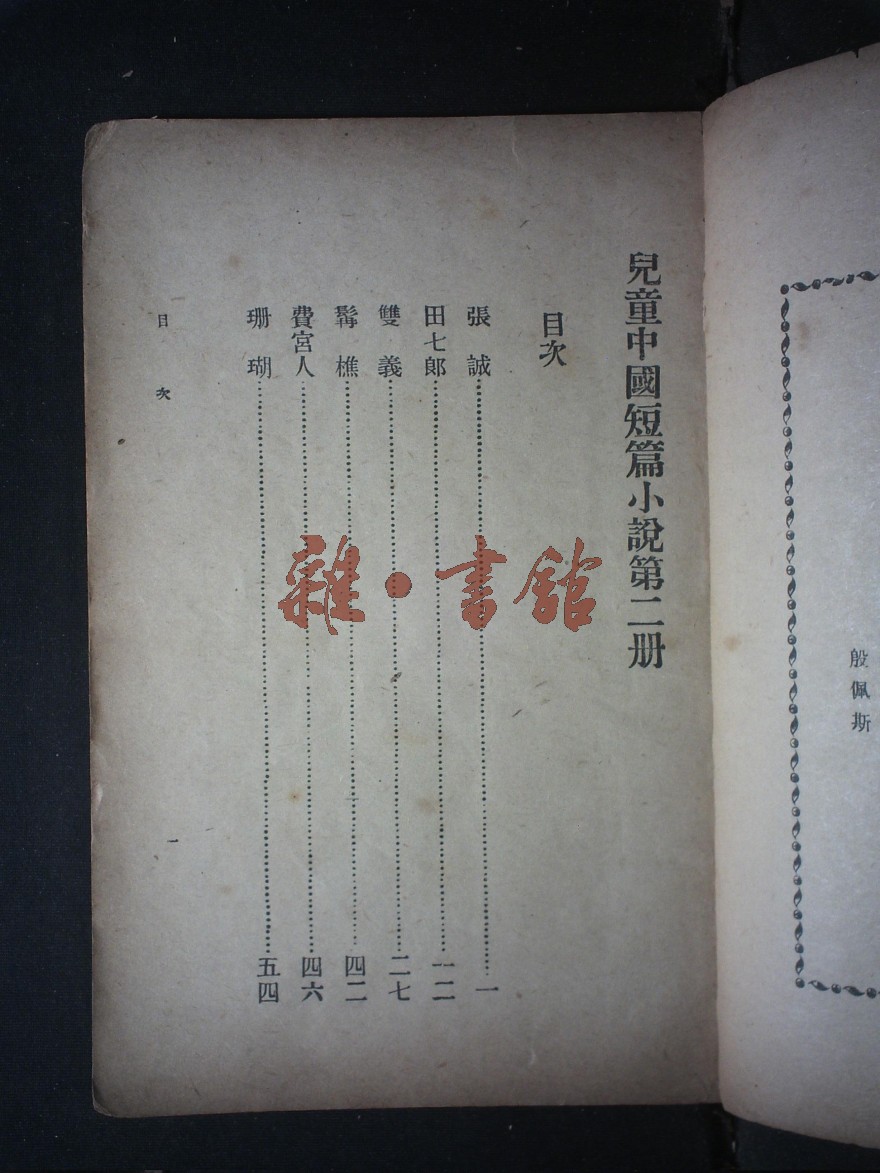 殷佩斯
兒童中國短篇小說第二册
目次
張誠……一
田七郎……一二
雙義……二七
髯樵……四二
費宮人……四六
珊瑚……五四
目次
一
雜·書館